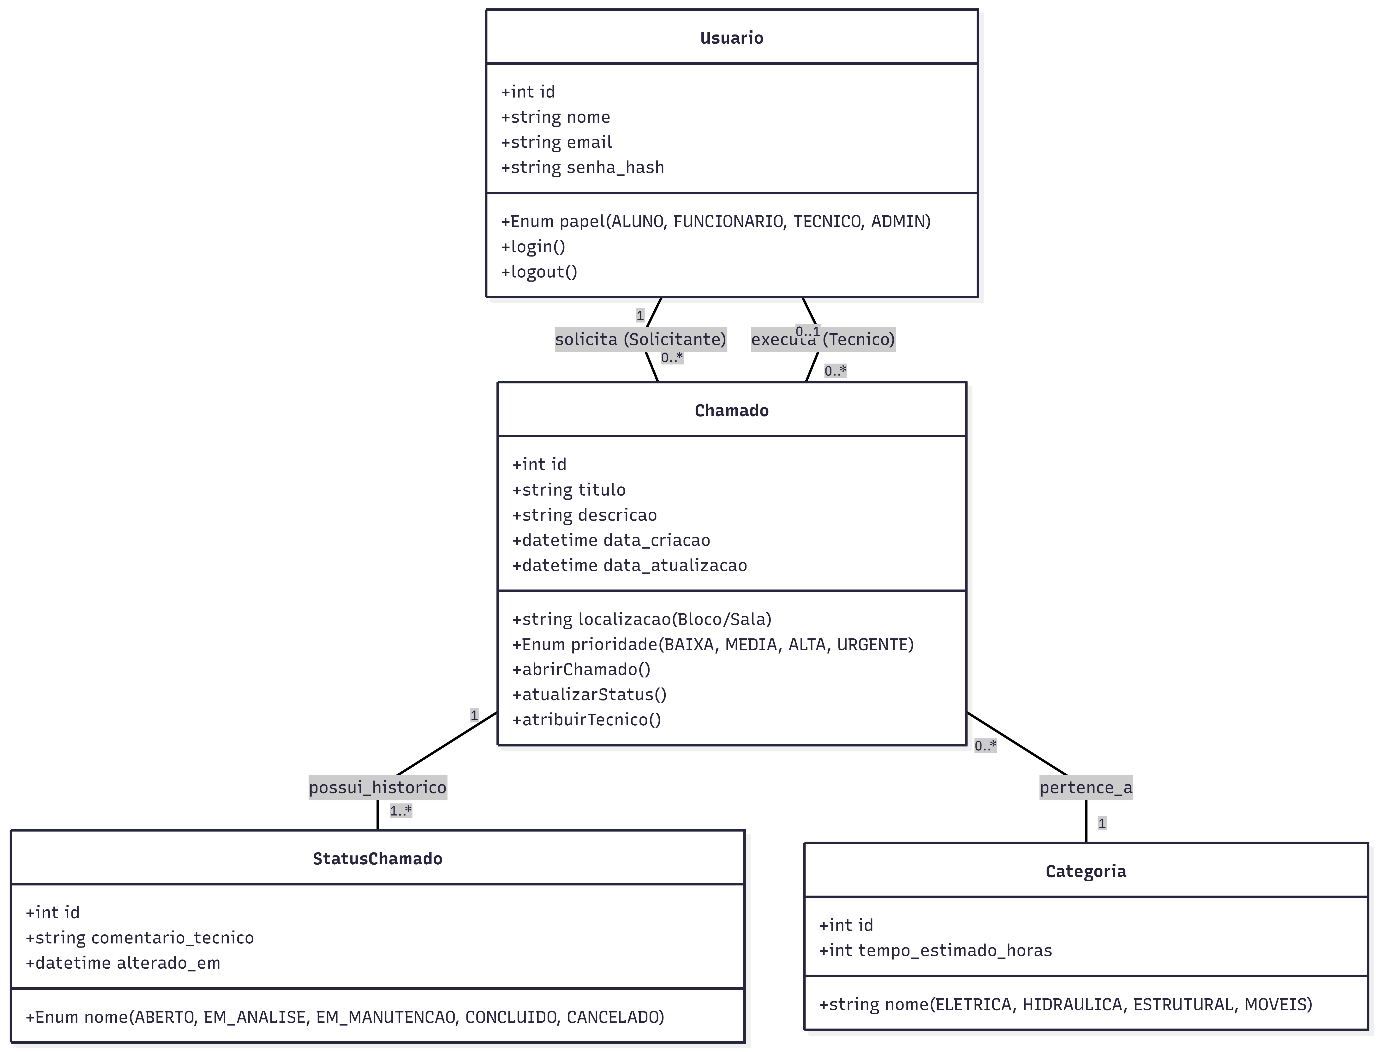 Usuario
+int id
+string nome
+string email
+string senha_hash
+Enum papel(ALUNO, FUNCIONARIO, TECNICO, ADMIN)
+login()
+logout()
1
solicita (Solicitante)
0..*
0..1
executa (Tecnico)
0..*
Chamado
+int id
+string titulo
+string descricao
+datetime data_criacao
+datetime data_atualizacao
+string localizacao(Bloco/Sala)
+Enum prioridade(BAIXA, MEDIA, ALTA, URGENTE)
+abrirChamado()
+atualizarStatus()
+atribuirTecnico()
1
possui_historico
1..*
0..*
pertence_a
1
StatusChamado
+int id
+string comentario_tecnico
+datetime alterado_em
+Enum nome(ABERTO, EM_ANALISE, EM_MANUTENCAO, CONCLUIDO, CANCELADO)
Categoria
+int id
+int tempo_estimado_horas
+string nome(ELETRICA, HIDRAULICA, ESTRUTURAL, MOVEIS)